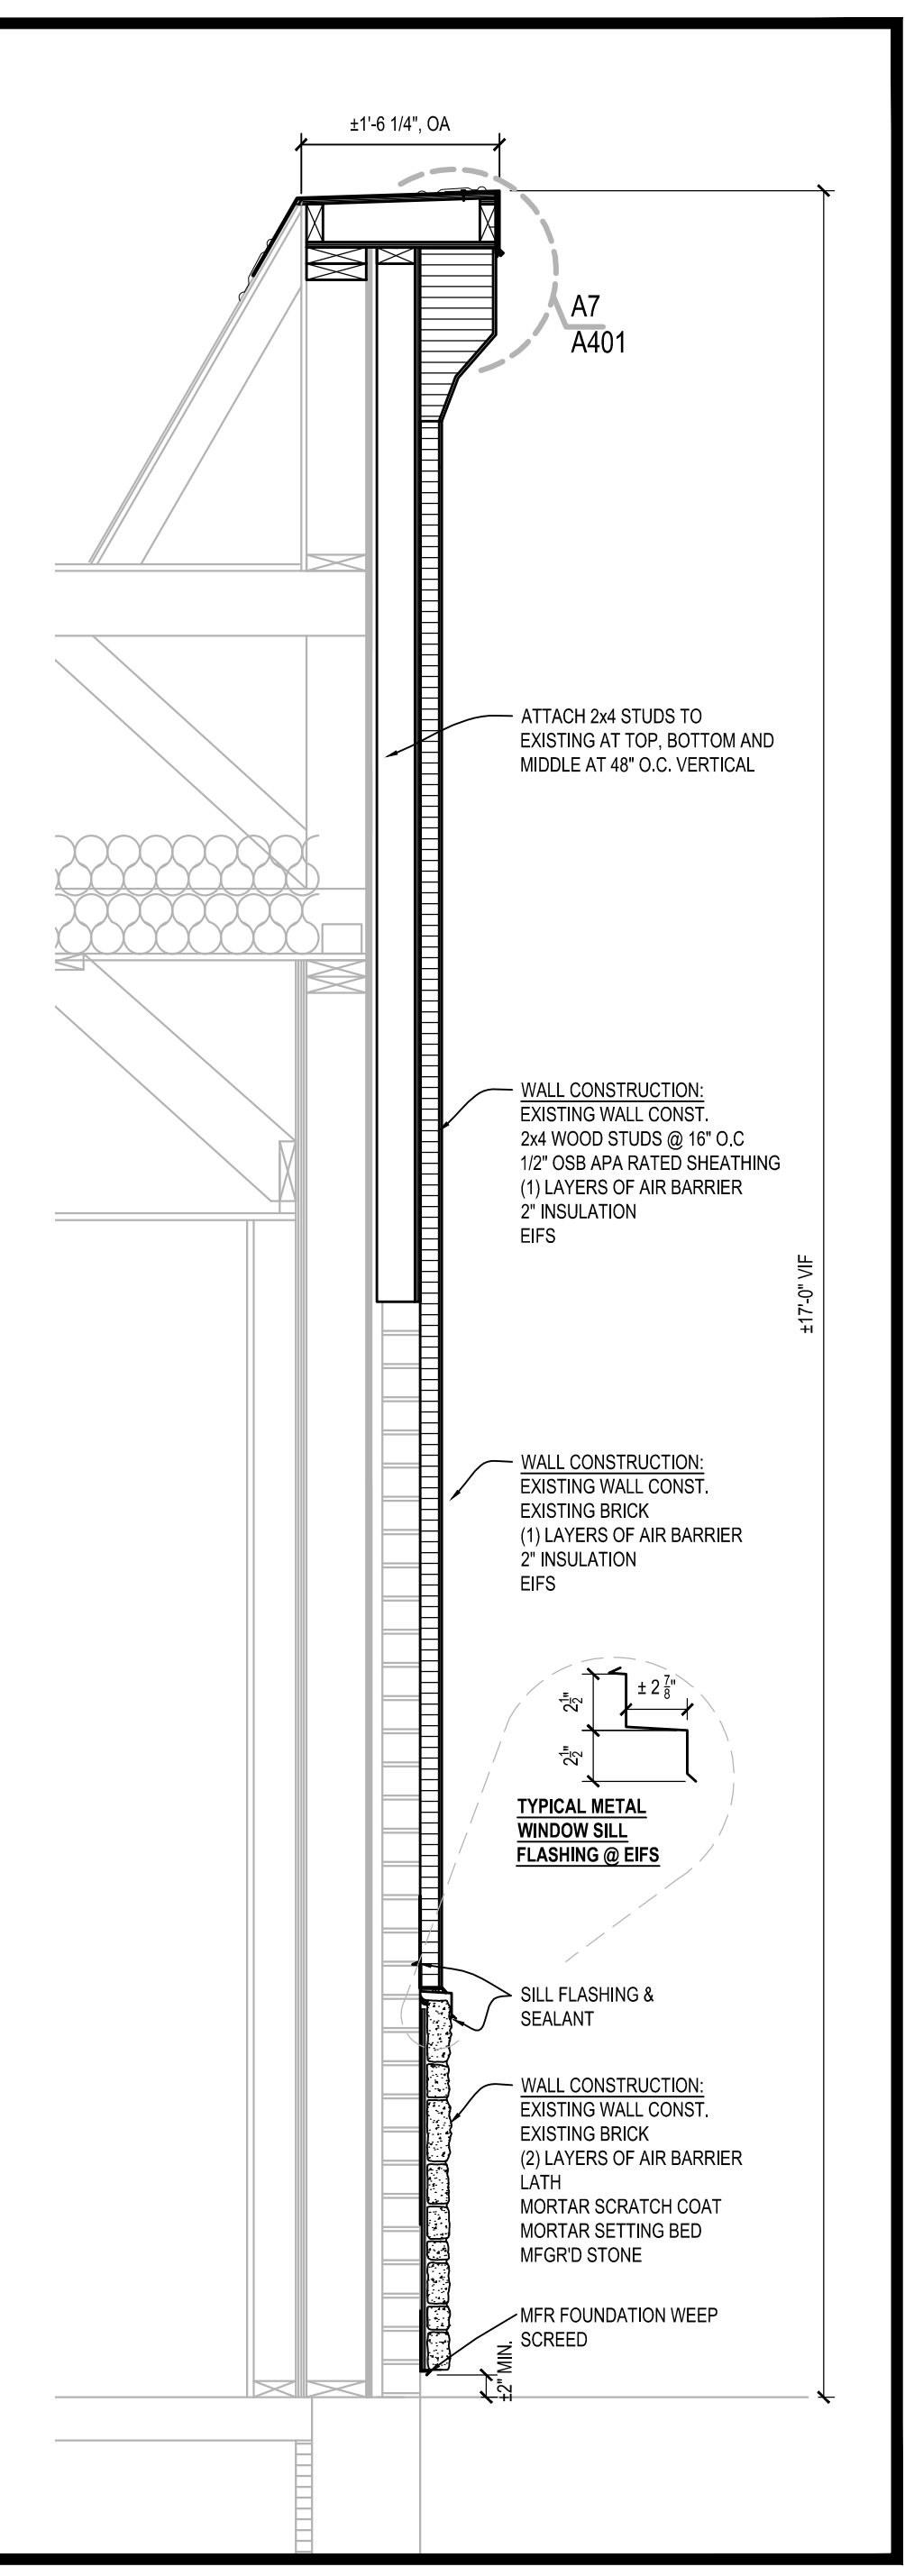 ±1'-6 1/4", OA
A7
A401
ATTACH 2x4 STUDS TO
EXISTING AT TOP, BOTTOM AND
MIDDLE AT 48" O.C. VERTICAL
WALL CONSTRUCTION:
EXISTING WALL CONST.
2x4 WOOD STUDS @ 16" O.C
1/2" OSB APA RATED SHEATHING
(1) LAYERS OF AIR BARRIER
2" INSULATION
EIFS
±17'-0" VIF
WALL CONSTRUCTION:
EXISTING WALL CONST.
EXISTING BRICK
(1) LAYERS OF AIR BARRIER
2" INSULATION
EIFS
± 2 7/8"
2 1/2"
2 1/2"
TYPICAL METAL
WINDOW SILL
FLASHING @ EIFS
SILL FLASHING &
SEALANT
WALL CONSTRUCTION:
EXISTING WALL CONST.
EXISTING BRICK
(2) LAYERS OF AIR BARRIER
LATH
MORTAR SCRATCH COAT
MORTAR SETTING BED
MFGR'D STONE
MFR FOUNDATION WEEP
SCREED
±2" MIN.